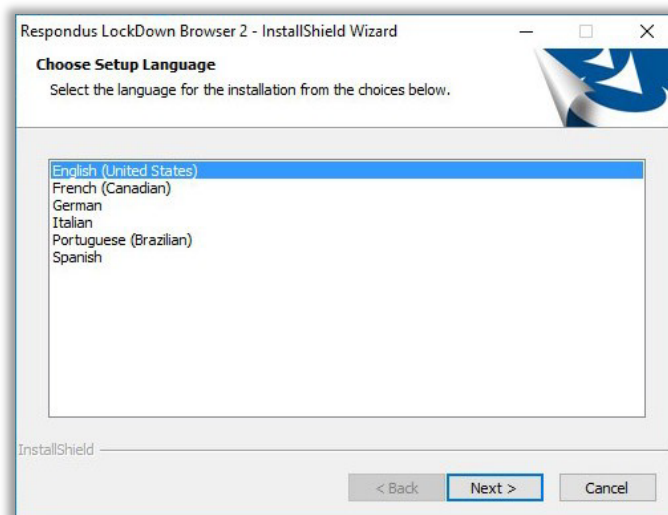 Respondus LockDown Browser 2 - InstallShield Wizard
Choose Setup Language
Select the language for the installation from the choices below.
English (United States)
French (Canadian)
German
Italian
Portuguese (Brazilian)
Spanish
InstallShield
< Back Next > Cancel